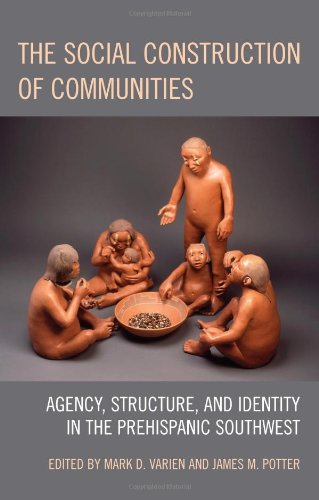 THE SOCIAL CONSTRUCTION
OF COMMUNITIES
AGENCY, STRUCTURE, AND IDENTITY
IN THE PREHISPANIC SOUTHWEST
EDITED BY MARK D. VARIEN AND JAMES M. POTTER